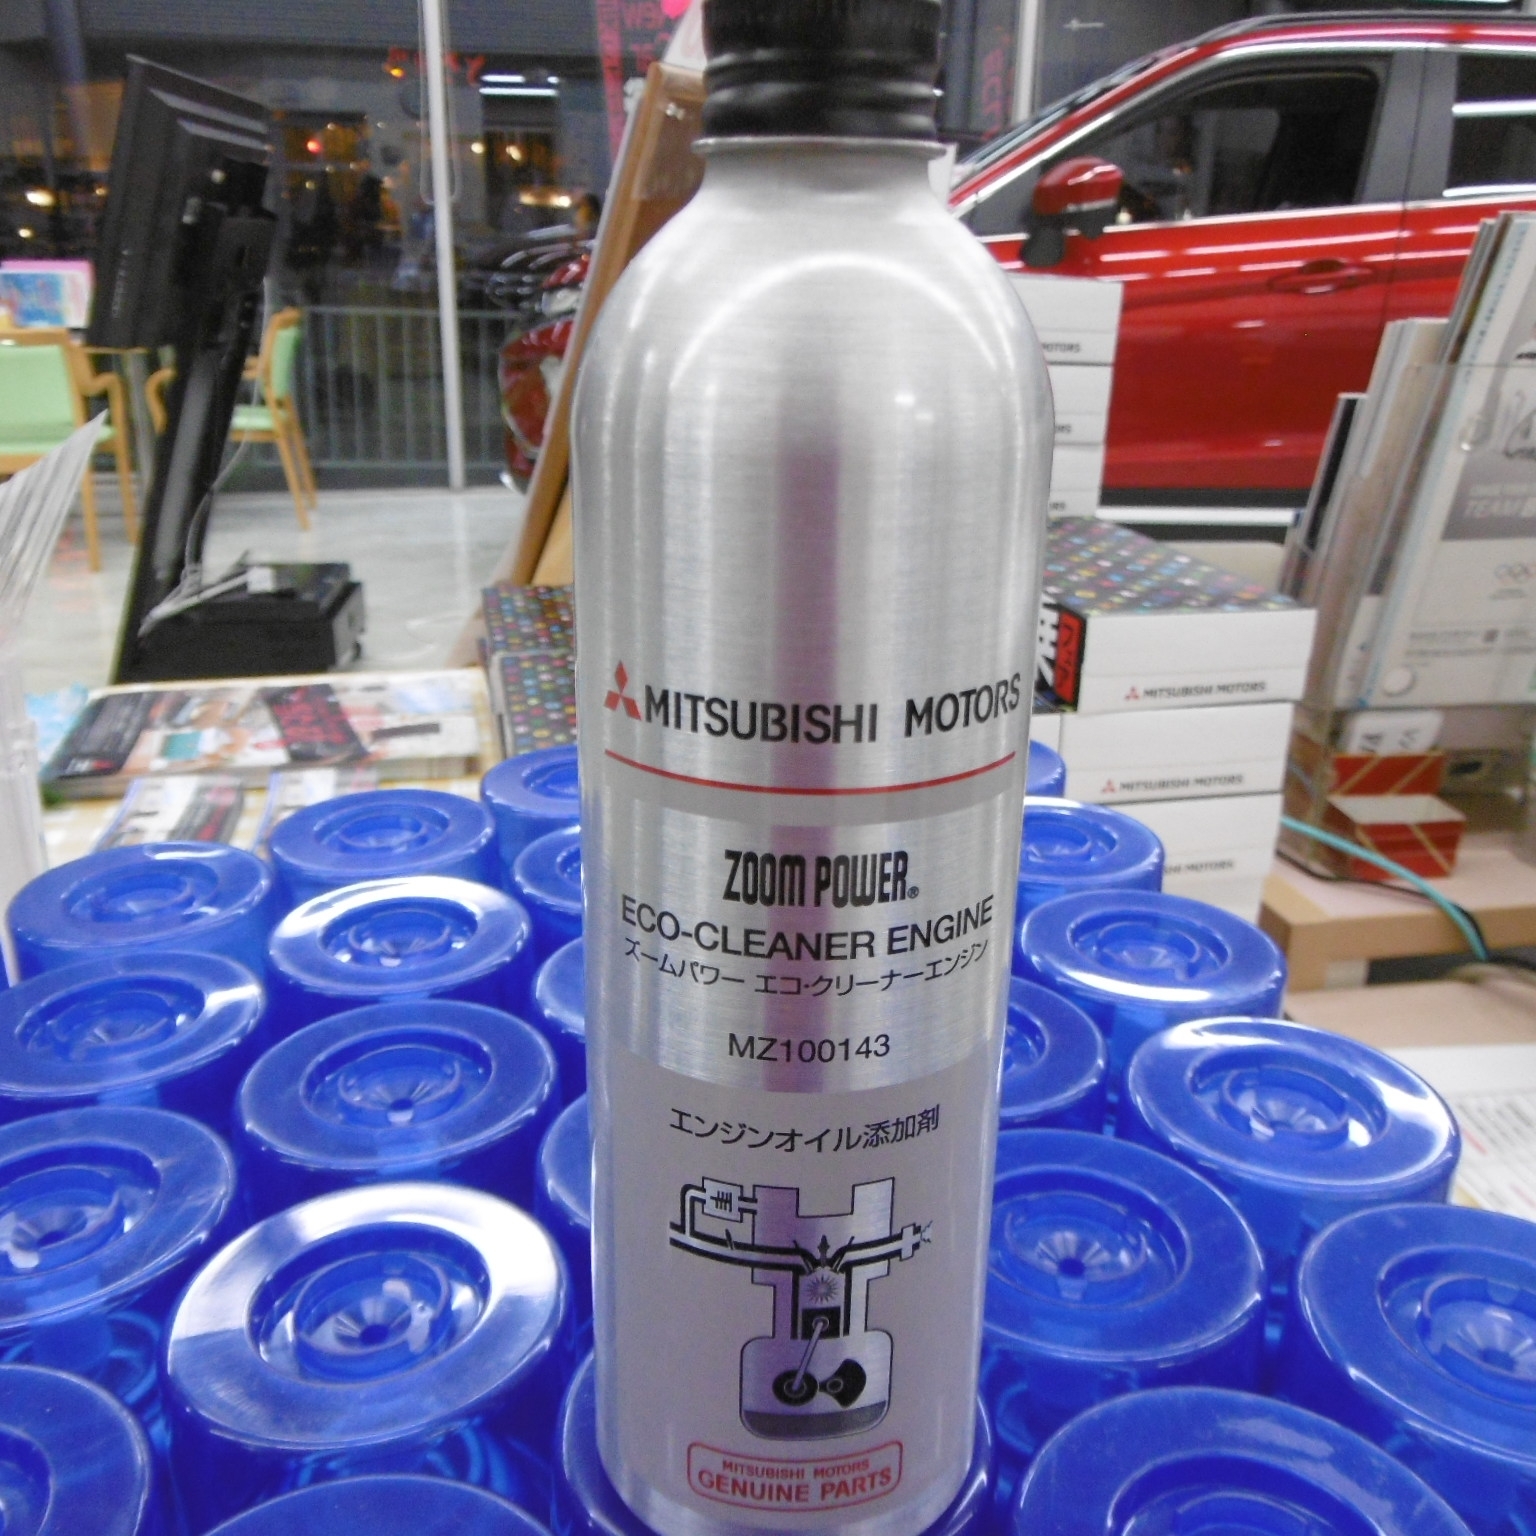 MITSUBISHI MOTORS
ZOOM POWER®
ECO-CLEANER ENGINE
ズームパワー エコ・クリーナーエンジン
MZ100143
エンジンオイル添加剤
MITSUBISHI MOTORS
GENUINE PARTS
MOTORS
MITSUBISHI MOTORS
MITSUBISHI MOTORS
MOTORS
TEAM